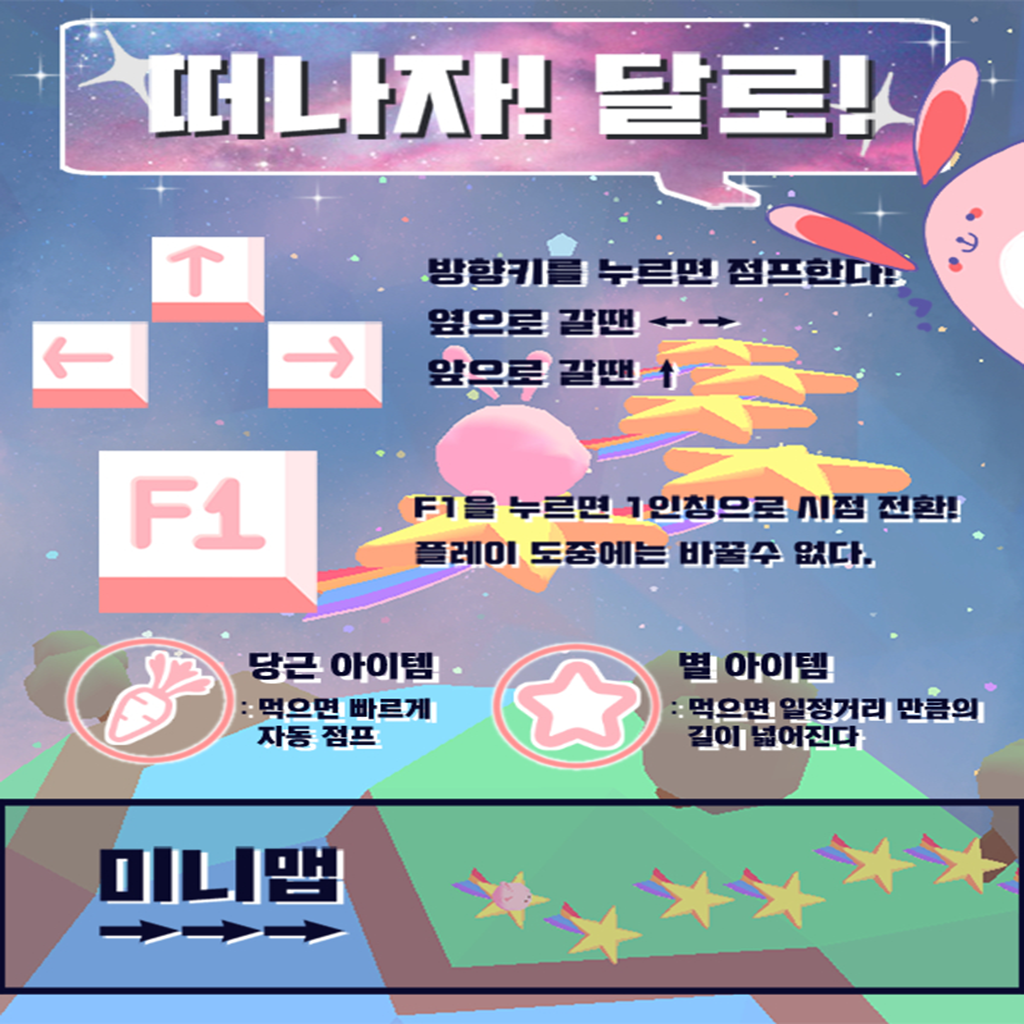 떠나자! 달로!
↑
← →
방향키를 누르면 점프한다!
옆으로 갈땐 ← →
앞으로 갈땐 ↑
F1
F1을 누르면 1인칭으로 시점 전환!
플레이 도중에는 바꿀수 없다.
당근 아이템
: 먹으면 빠르게
자동 점프
별 아이템
: 먹으면 일정거리 만큼의
길이 넓어진다
미니맵
→→→